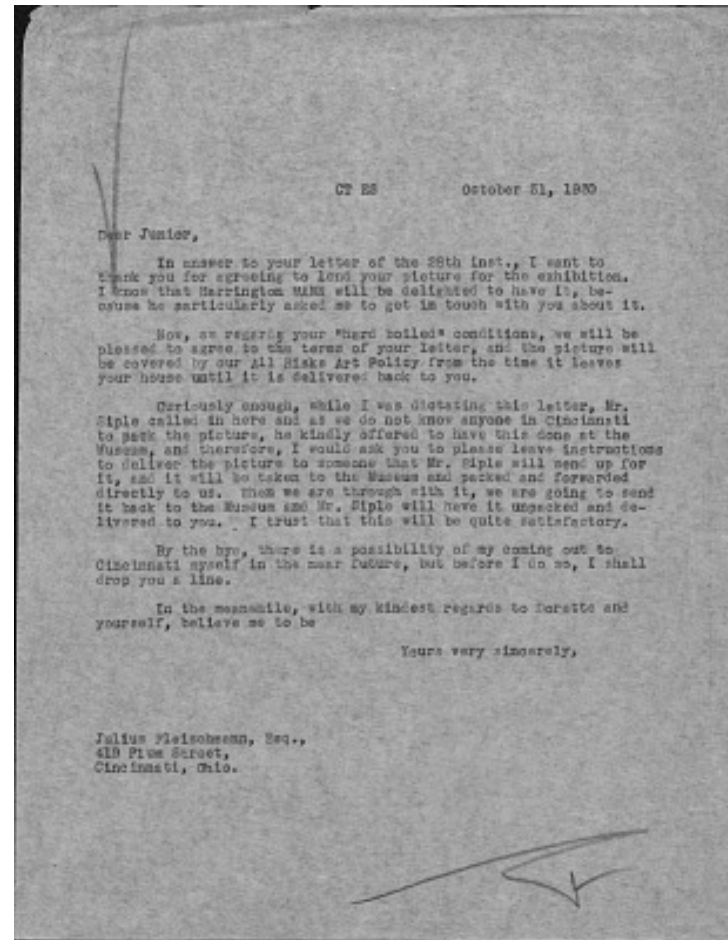 CT ES October 31, 1930
Dear Junior,
In answer to your letter of the 28th inst., I want to
thank you for agreeing to lend your picture for the exhibition.
I know that Harrington MANN will be delighted to have it, be-
cause he particularly asked me to get in touch with you about it.
Now, as regards your "hard boiled" conditions, we will be
pleased to agree to the terms of your letter, and the picture will
be covered by our All Risks Art Policy from the time it leaves
your house until it is delivered back to you.
Curiously enough, while I was dictating this letter, Mr.
Siple called in here and as we do not know anyone in Cincinnati
to pack the picture, he kindly offered to have this done at the
Museum, and therefore, I would ask you to please leave instructions
to deliver the picture to someone that Mr. Siple will send up for
it, and it will be taken to the Museum and packed and forwarded
directly to us. When we are through with it, we are going to send
it back to the Museum and Mr. Siple will have it unpacked and de-
livered to you. I trust that this will be quite satisfactory.
By the bye, there is a possibility of my coming out to
Cincinnati myself in the near future, but before I do so, I shall
drop you a line.
In the meanwhile, with my kindest regards to Dorette and
yourself, believe me to be
Yours very sincerely,
Julius Fleischmann, Esq.,
419 Plum Street,
Cincinnati, Ohio.